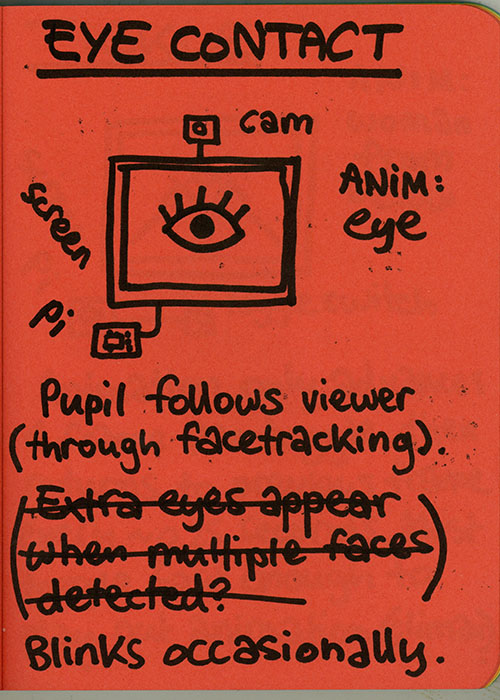 EYE CONTACT
cam
ANiM:
eye
screen
pi
Pupil follows viewer
(through facetracking).
(Extra eyes appear
when multiple faces
detected?)
Blinks occasionally.